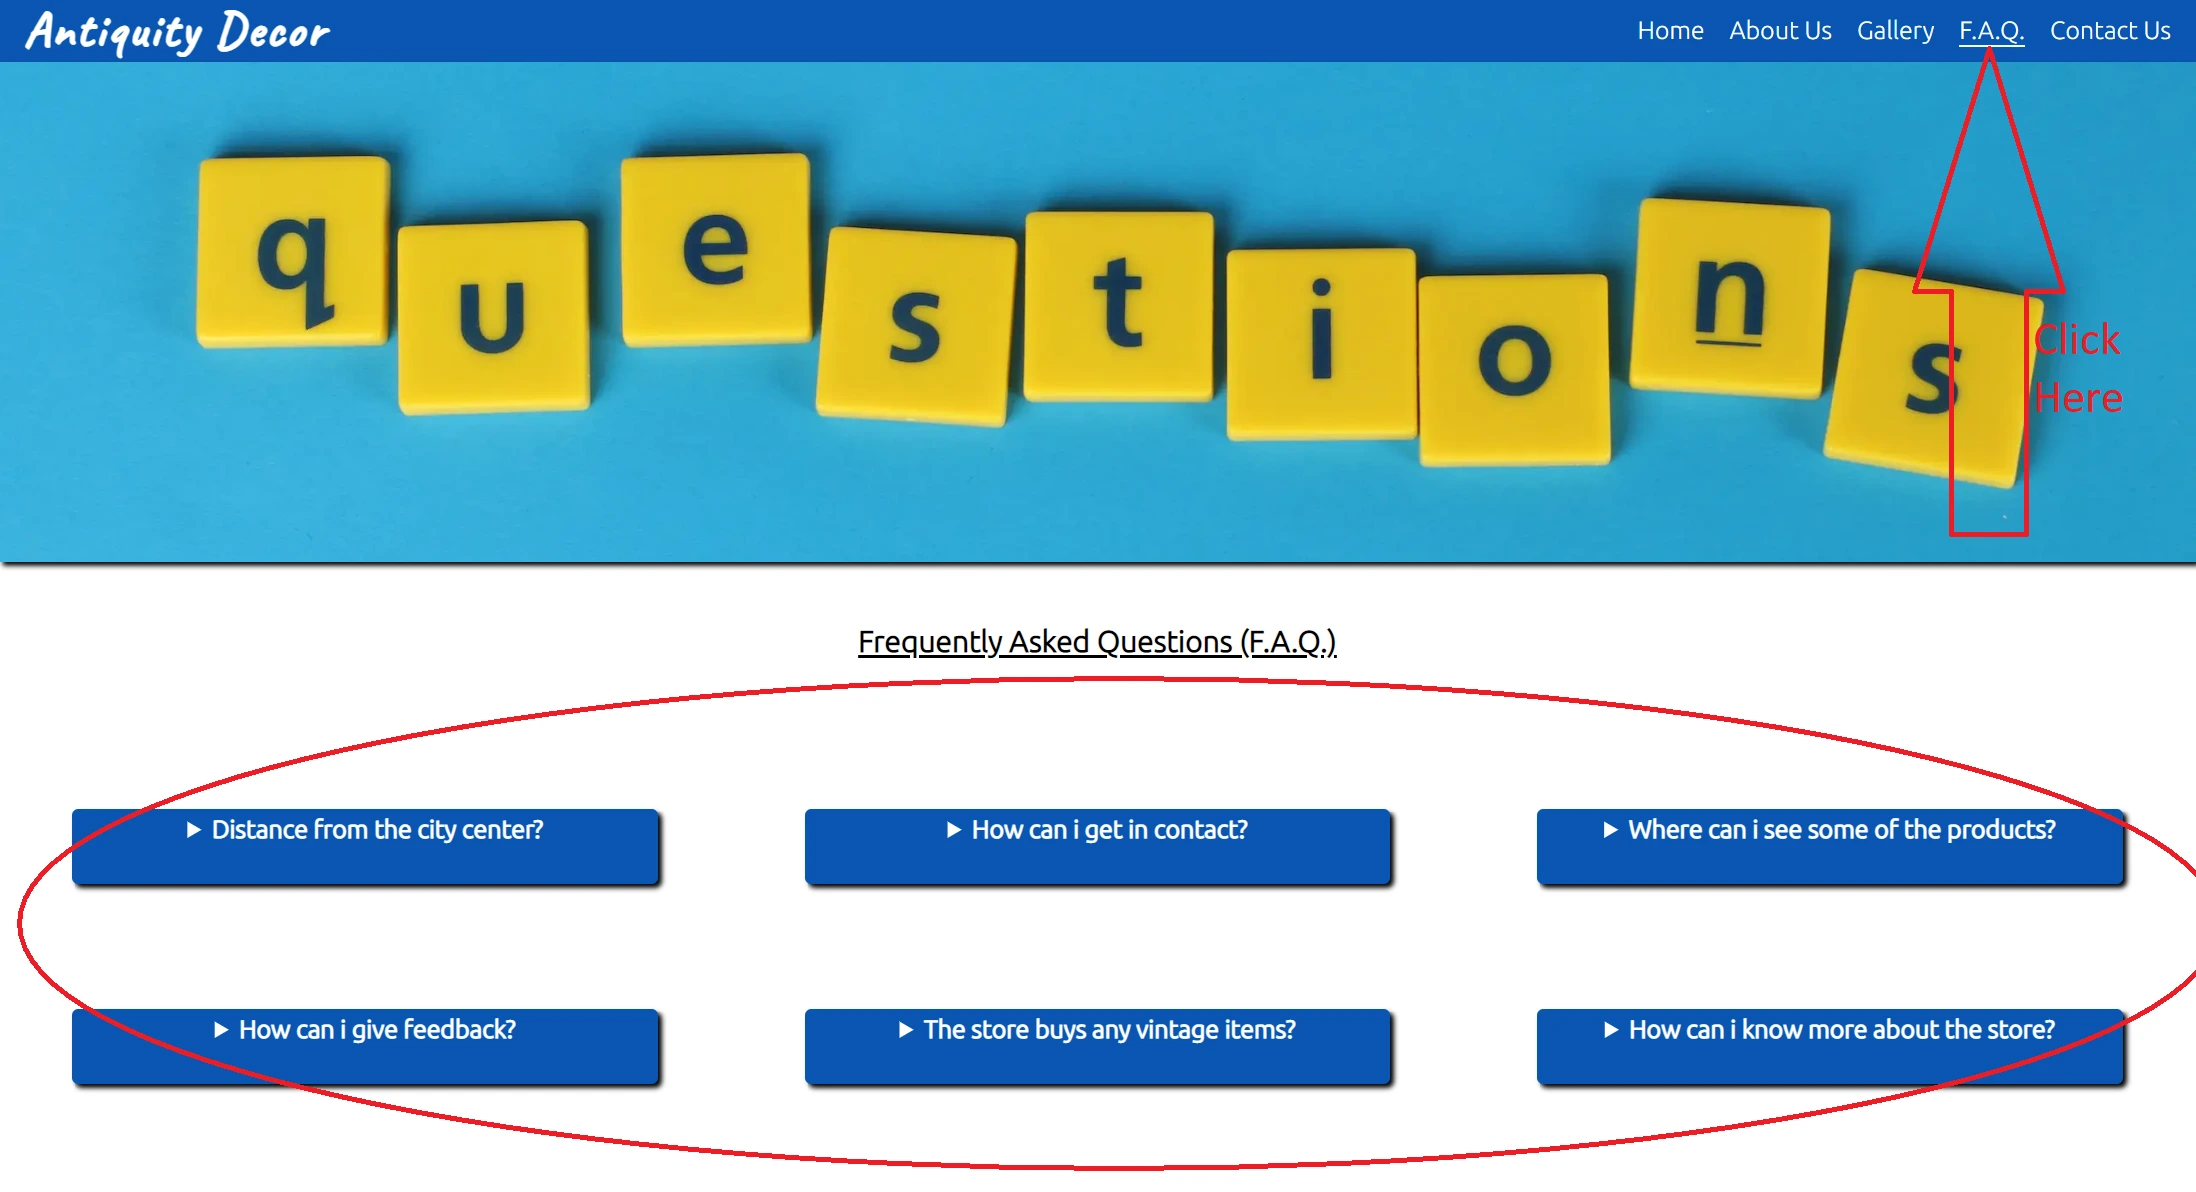 Antiquity Decor
Home About Us Gallery F.A.Q. Contact Us
questions
Click
Here
Frequently Asked Questions (F.A.Q.)
Distance from the city center?
How can i get in contact?
Where can i see some of the products?
How can i give feedback?
The store buys any vintage items?
How can i know more about the store?